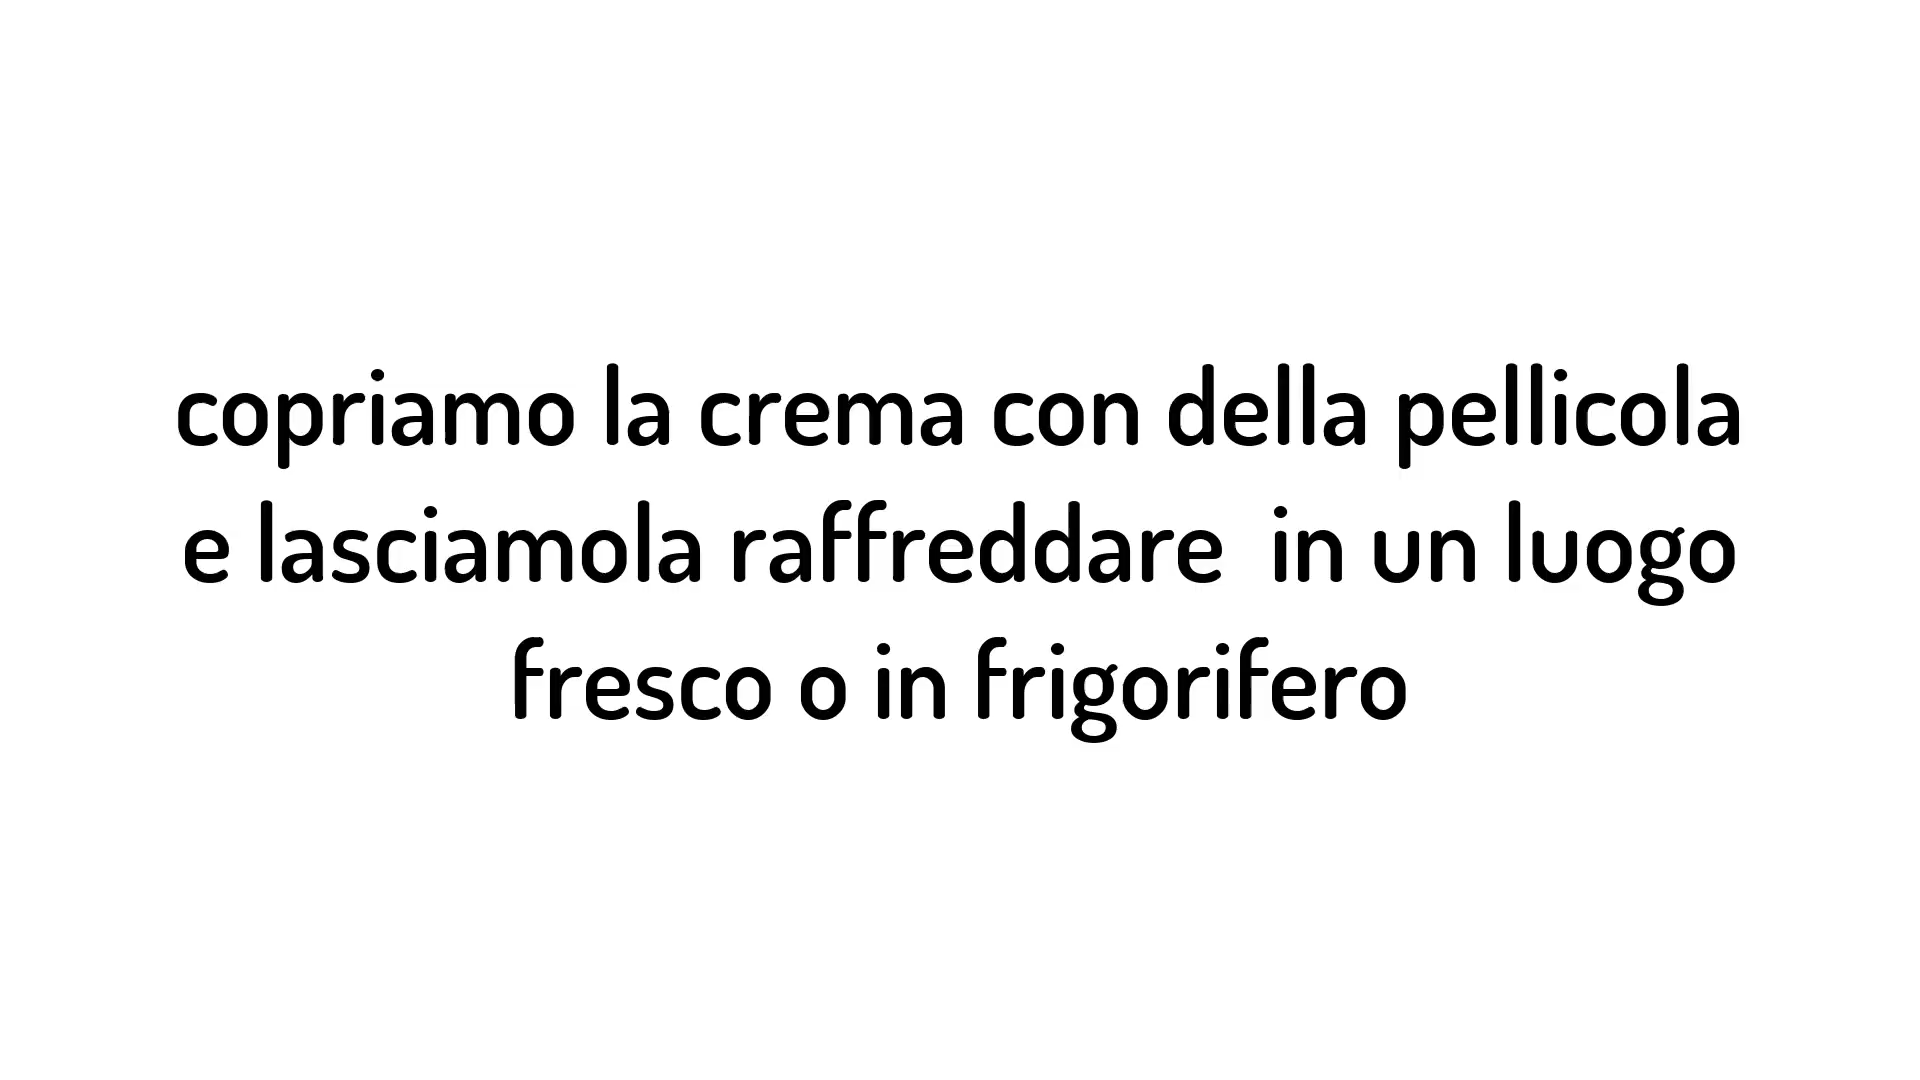 copriamo la crema con della pellicola
e lasciamola raffreddare  in un luogo
fresco o in frigorifero